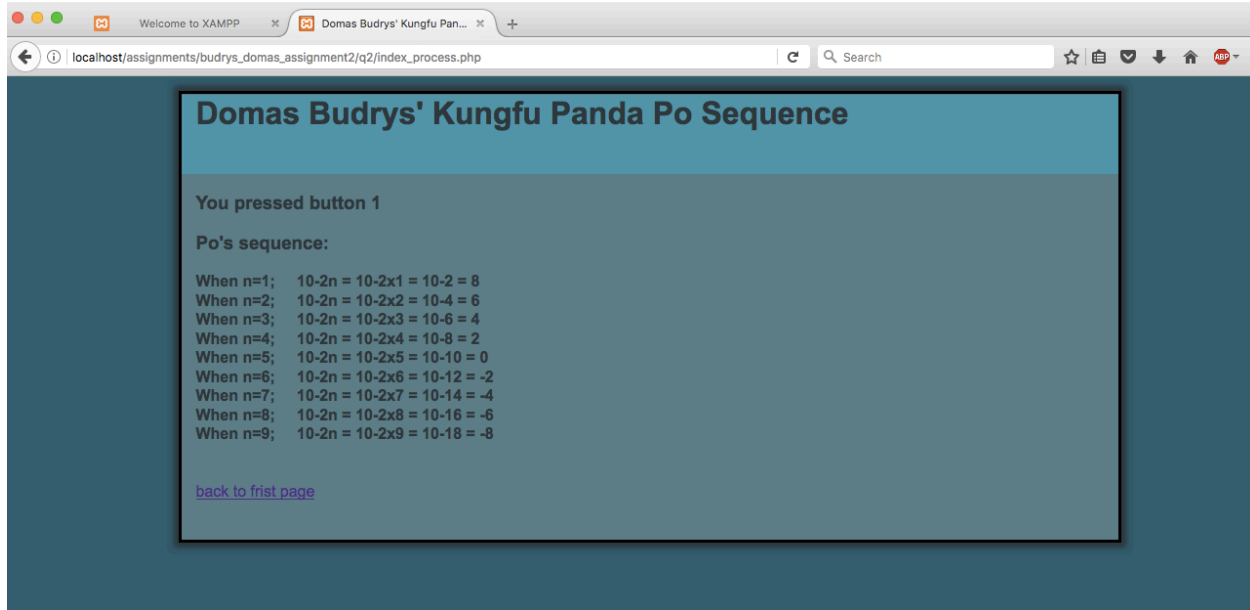 Welcome to XAMPP
Domas Budrys' Kungfu Pan...
localhost/assignments/budrys_domas_assignment2/q2/index_process.php
Search
ABP
Domas Budrys' Kungfu Panda Po Sequence
You pressed button 1
Po's sequence:
When n=1; 10-2n = 10-2x1 = 10-2 = 8
When n=2; 10-2n = 10-2x2 = 10-4 = 6
When n=3; 10-2n = 10-2x3 = 10-6 = 4
When n=4; 10-2n = 10-2x4 = 10-8 = 2
When n=5; 10-2n = 10-2x5 = 10-10 = 0
When n=6; 10-2n = 10-2x6 = 10-12 = -2
When n=7; 10-2n = 10-2x7 = 10-14 = -4
When n=8; 10-2n = 10-2x8 = 10-16 = -6
When n=9; 10-2n = 10-2x9 = 10-18 = -8
back to frist page